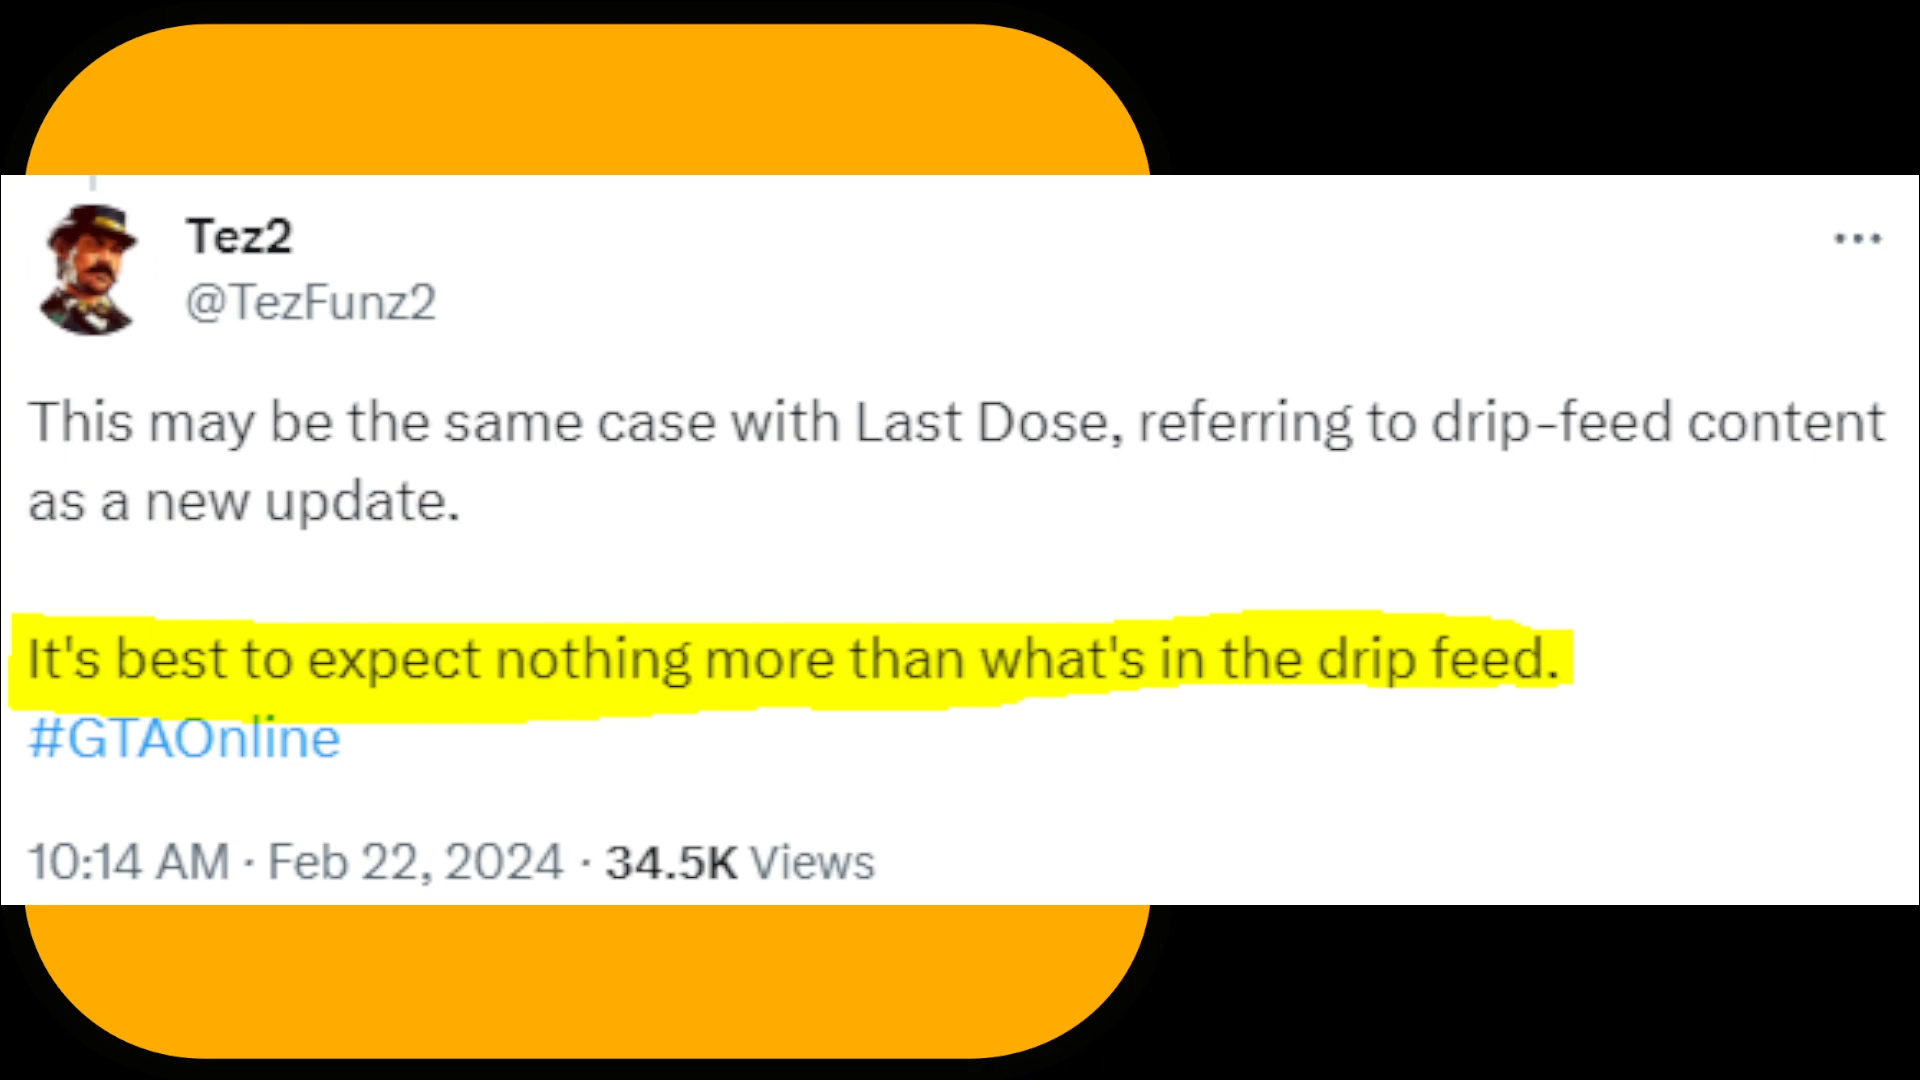 Tez2
@TezFunz2
This may be the same case with Last Dose, referring to drip-feed content
as a new update.
It's best to expect nothing more than what's in the drip feed.
#GTAOnline
10:14 AM · Feb 22, 2024 · 34.5K Views